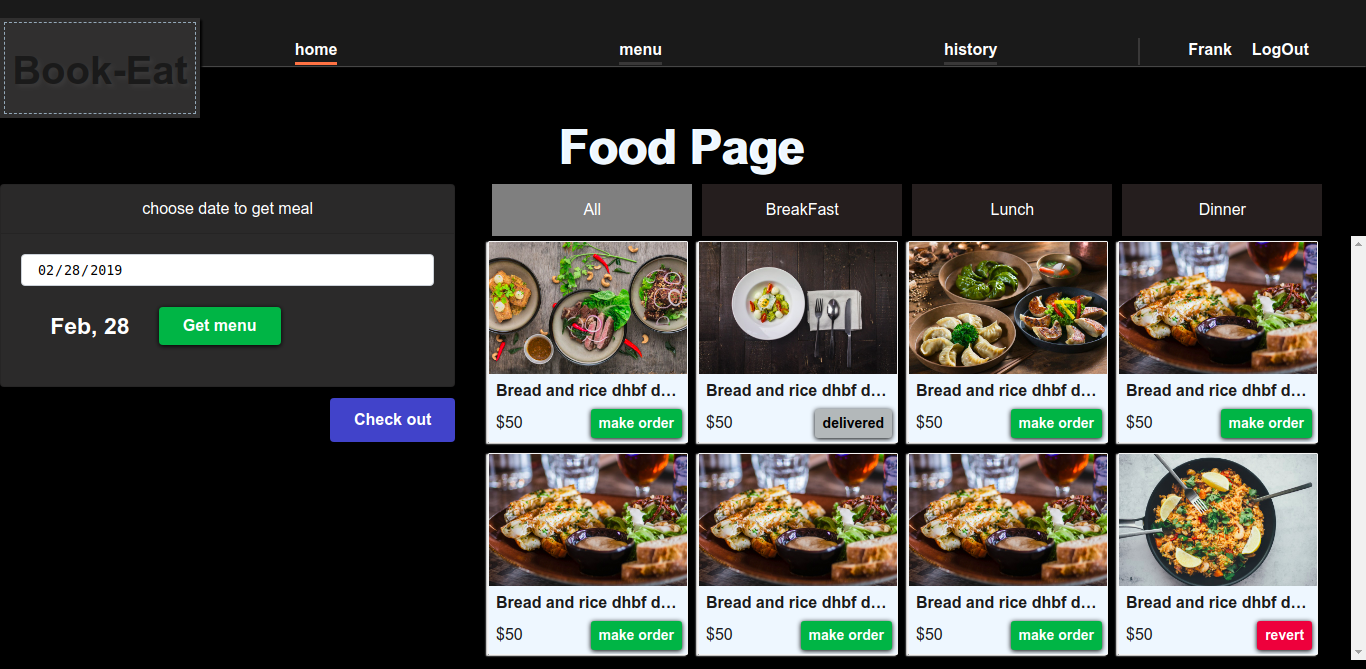 Book-Eat
home
menu
history
Frank
LogOut
Food Page
choose date to get meal
02/28/2019
Feb, 28
Get menu
Check out
All
BreakFast
Lunch
Dinner
Bread and rice dhbf d...
$50
make order
Bread and rice dhbf d...
$50
delivered
Bread and rice dhbf d...
$50
make order
Bread and rice dhbf d...
$50
make order
Bread and rice dhbf d...
$50
make order
Bread and rice dhbf d...
$50
make order
Bread and rice dhbf d...
$50
make order
Bread and rice dhbf d...
$50
revert